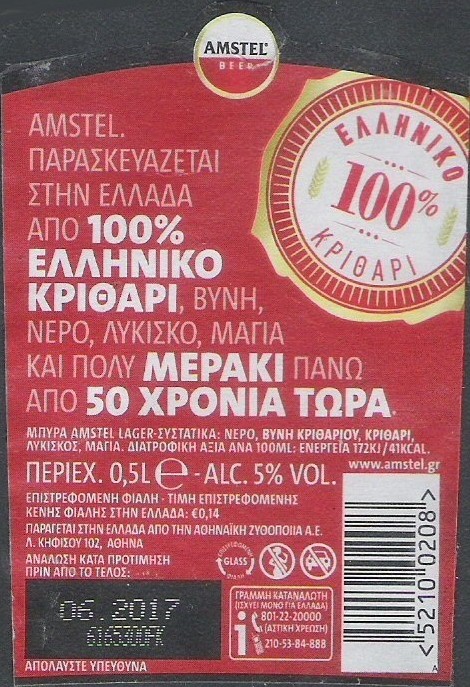 AMSTEL
BEER
AMSTEL.
ΠΑΡΑΣΚΕΥΑΖΕΤΑΙ
ΣΤΗΝ ΕΛΛΑΔΑ
ΑΠΟ 100%
ΕΛΛΗΝΙΚΟ
ΚΡΙΘΑΡΙ, ΒΥΝΗ,
ΝΕΡΟ, ΛΥΚΙΣΚΟ, ΜΑΓΙΑ
ΚΑΙ ΠΟΛΥ ΜΕΡΑΚΙ ΠΑΝΩ
ΑΠΟ 50 ΧΡΟΝΙΑ ΤΩΡΑ.
ΕΛΛΗΝΙΚΟ
100%
ΚΡΙΘΑΡΙ
ΜΠΥΡΑ AMSTEL LAGER-ΣΥΣΤΑΤΙΚΑ: ΝΕΡΟ, ΒΥΝΗ ΚΡΙΘΑΡΙΟΥ, ΚΡΙΘΑΡΙ,
ΛΥΚΙΣΚΟΣ, ΜΑΓΙΑ. ΔΙΑΤΡΟΦΙΚΗ ΑΞΙΑ ΑΝΑ 100ML: ΕΝΕΡΓΕΙΑ 172KJ/41KCAL.
ΠΕΡΙΕΧ. 0,5L e - ALC. 5% VOL.
www.amstel.gr
ΕΠΙΣΤΡΕΦΟΜΕΝΗ ΦΙΑΛΗ - ΤΙΜΗ ΕΠΙΣΤΡΕΦΟΜΕΝΗΣ
ΚΕΝΗΣ ΦΙΑΛΗΣ ΣΤΗΝ ΕΛΛΑΔΑ: €0,14
ΠΑΡΑΓΕΤΑΙ ΣΤΗΝ ΕΛΛΑΔΑ ΑΠΟ ΤΗΝ ΑΘΗΝΑΪΚΗ ΖΥΘΟΠΟΙΙΑ Α.Ε.
Λ. ΚΗΦΙΣΟΥ 102, ΑΘΗΝΑ
ΑΝΑΛΩΣΗ ΚΑΤΑ ΠΡΟΤΙΜΗΣΗ
ΠΡΙΝ ΑΠΟ ΤΟ ΤΕΛΟΣ:
06.2017
ΑΠΟΛΑΥΣΤΕ ΥΠΕΥΘΥΝΑ
GLASS
ΓΡΑΜΜΗ ΚΑΤΑΝΑΛΩΤΗ
(ΙΣΧΥΕΙ ΜΟΝΟ ΓΙΑ ΕΛΛΑΔΑ)
801-22-20000
(ΑΣΤΙΚΗ ΧΡΕΩΣΗ)
210-53-84-888
<5210-0208>
A